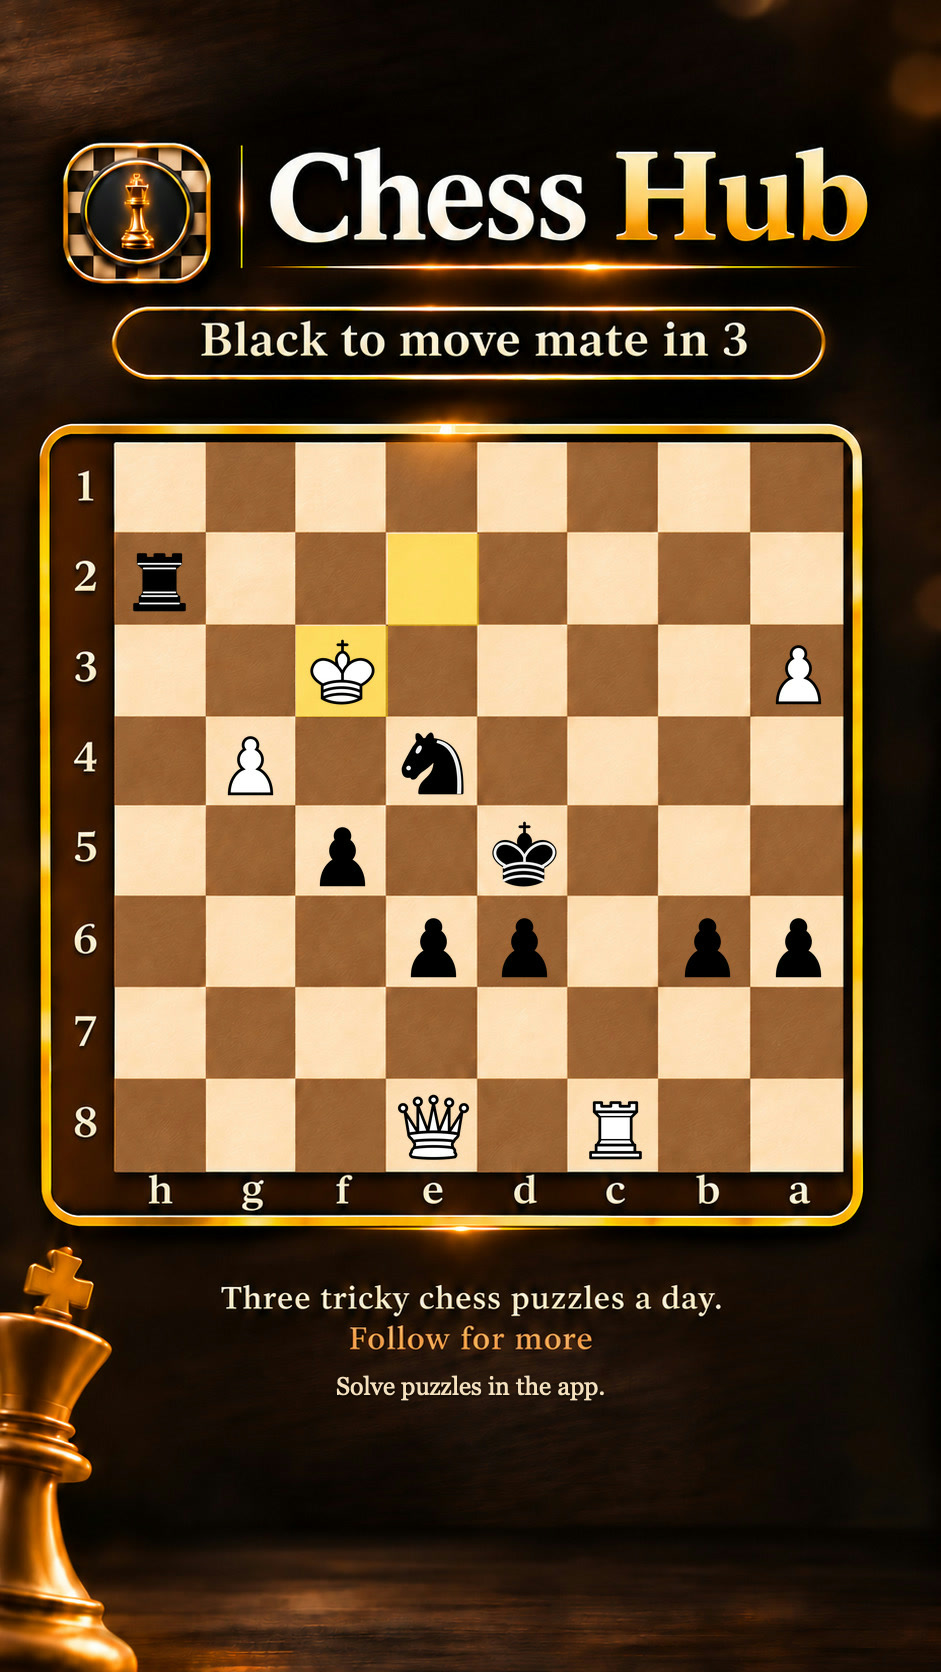 Chess Hub
Black to move mate in 3
1
2
3
4
5
6
7
8
h g f e d c b a
Three tricky chess puzzles a day.
Follow for more
Solve puzzles in the app.